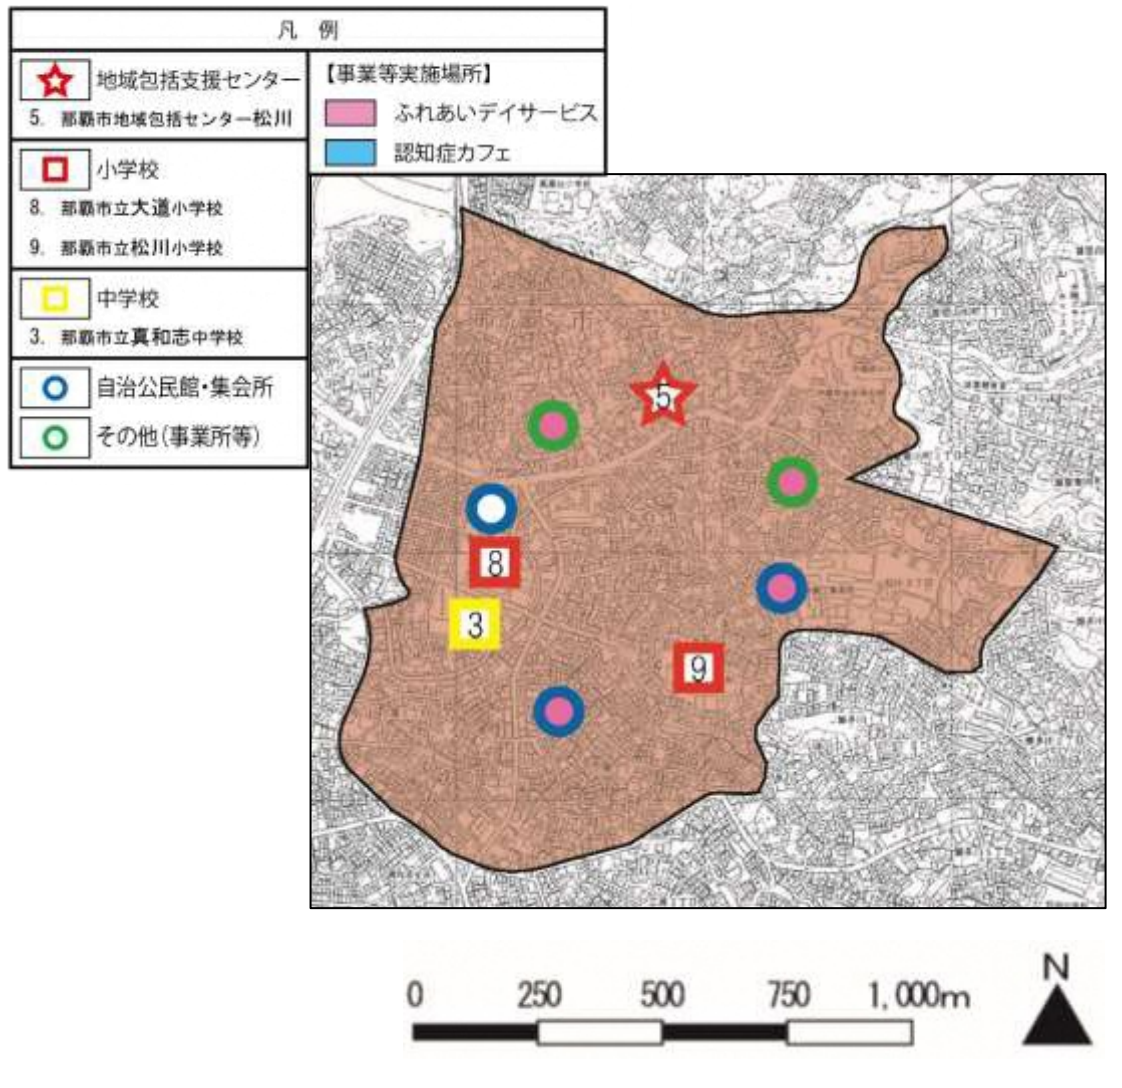 凡 例
地域包括支援センター
5. 那覇市地域包括センター松川
小学校
8. 那覇市立大道小学校
9. 那覇市立松川小学校
中学校
3. 那覇市立真和志中学校
自治公民館・集会所
その他(事業所等)
【事業等実施場所】
ふれあいデイサービス
認知症カフェ
5
8
3
9
0 250 500 750 1,000m
N